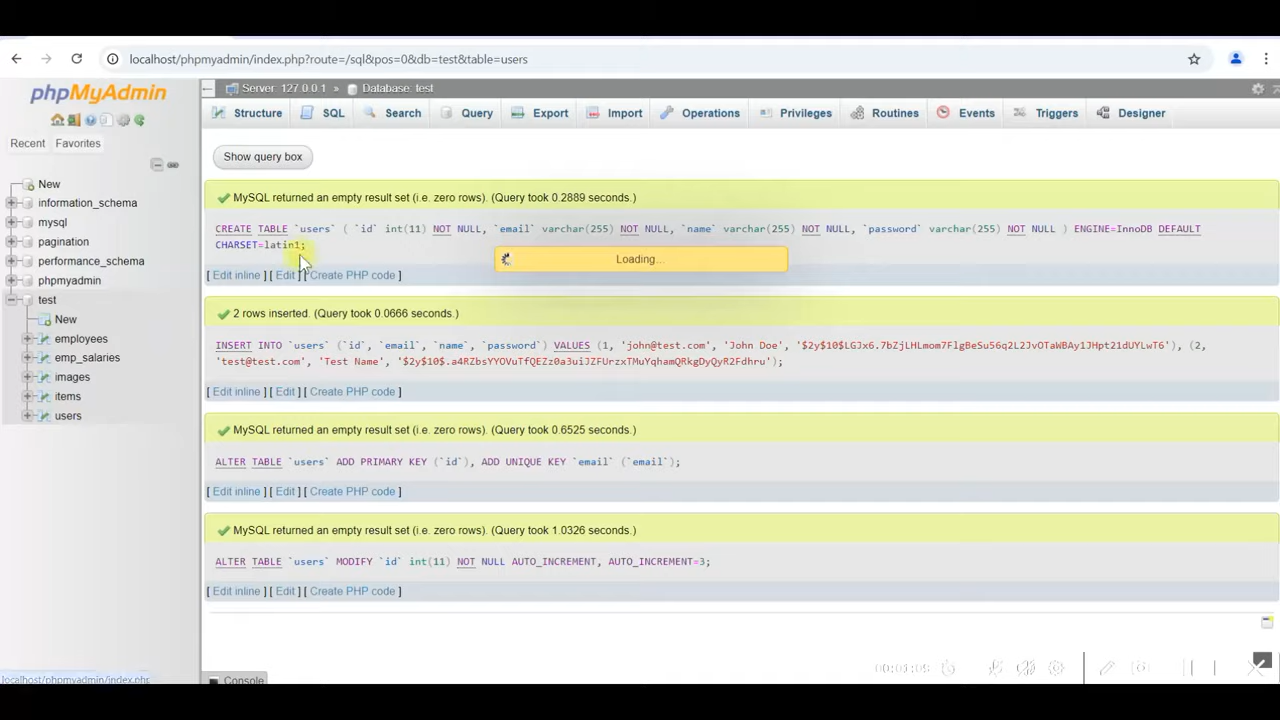 localhost/phpmyadmin/index.php?route=/sql&pos=0&db=test&table=users
phpMyAdmin
Server: 127.0.0.1 » Database: test
Structure SQL Search Query Export Import Operations Privileges Routines Events Triggers Designer
Recent Favorites
New
information_schema
mysql
pagination
performance_schema
phpmyadmin
test
New
employees
emp_salaries
images
items
users
Show query box
MySQL returned an empty result set (i.e. zero rows). (Query took 0.2889 seconds.)
CREATE TABLE `users` ( `id` int(11) NOT NULL, `email` varchar(255) NOT NULL, `name` varchar(255) NOT NULL, `password` varchar(255) NOT NULL ) ENGINE=InnoDB DEFAULT
CHARSET=latin1;
Loading...
[ Edit inline ] [ Edit ] [ Create PHP code ]
2 rows inserted. (Query took 0.0666 seconds.)
INSERT INTO `users` (`id`, `email`, `name`, `password`) VALUES (1, 'john@test.com', 'John Doe', '$2y$10$LGJx6.7bZjLHLmom7FlgBeSu56q2L2JvOTaWBAy1JHpt21dUYLwT6'), (2,
'test@test.com', 'Test Name', '$2y$10$.a4RZbsYYOVuTfQEZz0a3uiJZFUrzxTMuYqhamQRkgDyQyR2Fdhru');
[ Edit inline ] [ Edit ] [ Create PHP code ]
MySQL returned an empty result set (i.e. zero rows). (Query took 0.6525 seconds.)
ALTER TABLE `users` ADD PRIMARY KEY (`id`), ADD UNIQUE KEY `email` (`email`);
[ Edit inline ] [ Edit ] [ Create PHP code ]
MySQL returned an empty result set (i.e. zero rows). (Query took 1.0326 seconds.)
ALTER TABLE `users` MODIFY `id` int(11) NOT NULL AUTO_INCREMENT, AUTO_INCREMENT=3;
[ Edit inline ] [ Edit ] [ Create PHP code ]
localhost/phpmyadmin/index.php
Console